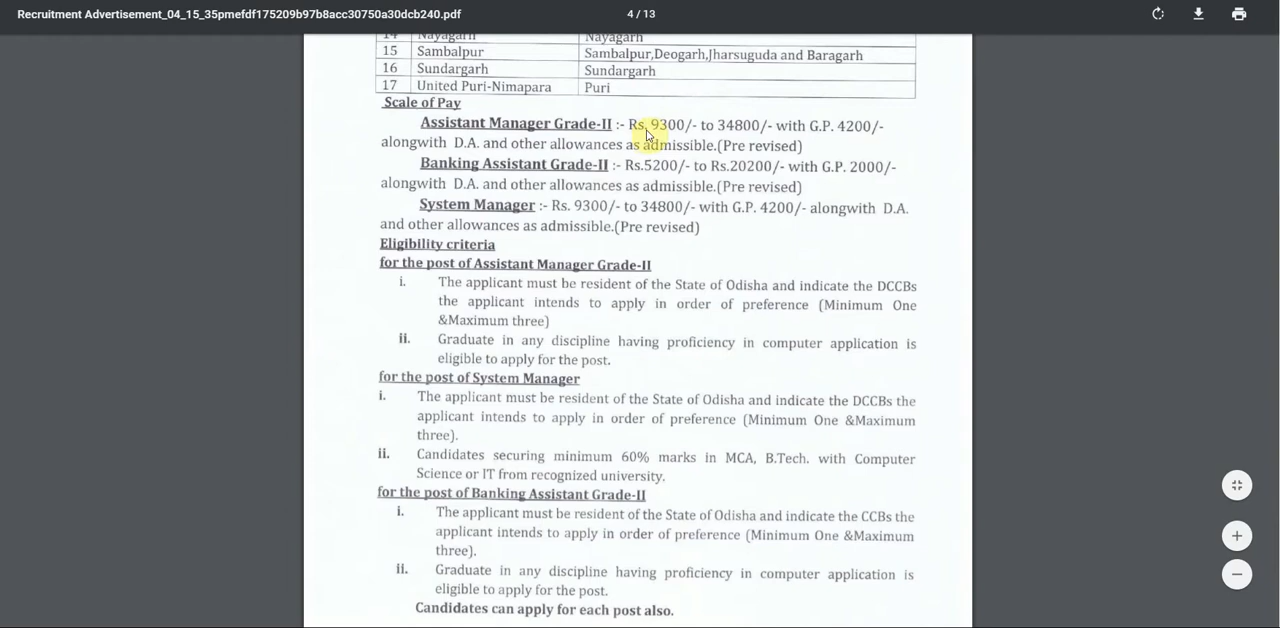 Recruitment Advertisement_04_15_35pmefdf175209b97b8acc30750a30dcb240.pdf 4 / 13
14 Nayagarh Nayagarh
15 Sambalpur Sambalpur,Deogarh,Jharsuguda and Baragarh
16 Sundargarh Sundargarh
17 United Puri-Nimapara Puri
Scale of Pay
Assistant Manager Grade-II :- Rs. 9300/- to 34800/- with G.P. 4200/-
alongwith D.A. and other allowances as admissible.(Pre revised)
Banking Assistant Grade-II :- Rs.5200/- to Rs.20200/- with G.P. 2000/-
alongwith D.A. and other allowances as admissible.(Pre revised)
System Manager :- Rs. 9300/- to 34800/- with G.P. 4200/- alongwith D.A.
and other allowances as admissible.(Pre revised)
Eligibility criteria
for the post of Assistant Manager Grade-II
i. The applicant must be resident of the State of Odisha and indicate the DCCBs
the applicant intends to apply in order of preference (Minimum One
&Maximum three)
ii. Graduate in any discipline having proficiency in computer application is
eligible to apply for the post.
for the post of System Manager
i. The applicant must be resident of the State of Odisha and indicate the DCCBs the
applicant intends to apply in order of preference (Minimum One &Maximum
three).
ii. Candidates securing minimum 60% marks in MCA, B.Tech. with Computer
Science or IT from recognized university.
for the post of Banking Assistant Grade-II
i. The applicant must be resident of the State of Odisha and indicate the CCBs the
applicant intends to apply in order of preference (Minimum One &Maximum
three).
ii. Graduate in any discipline having proficiency in computer application is
eligible to apply for the post.
Candidates can apply for each post also.